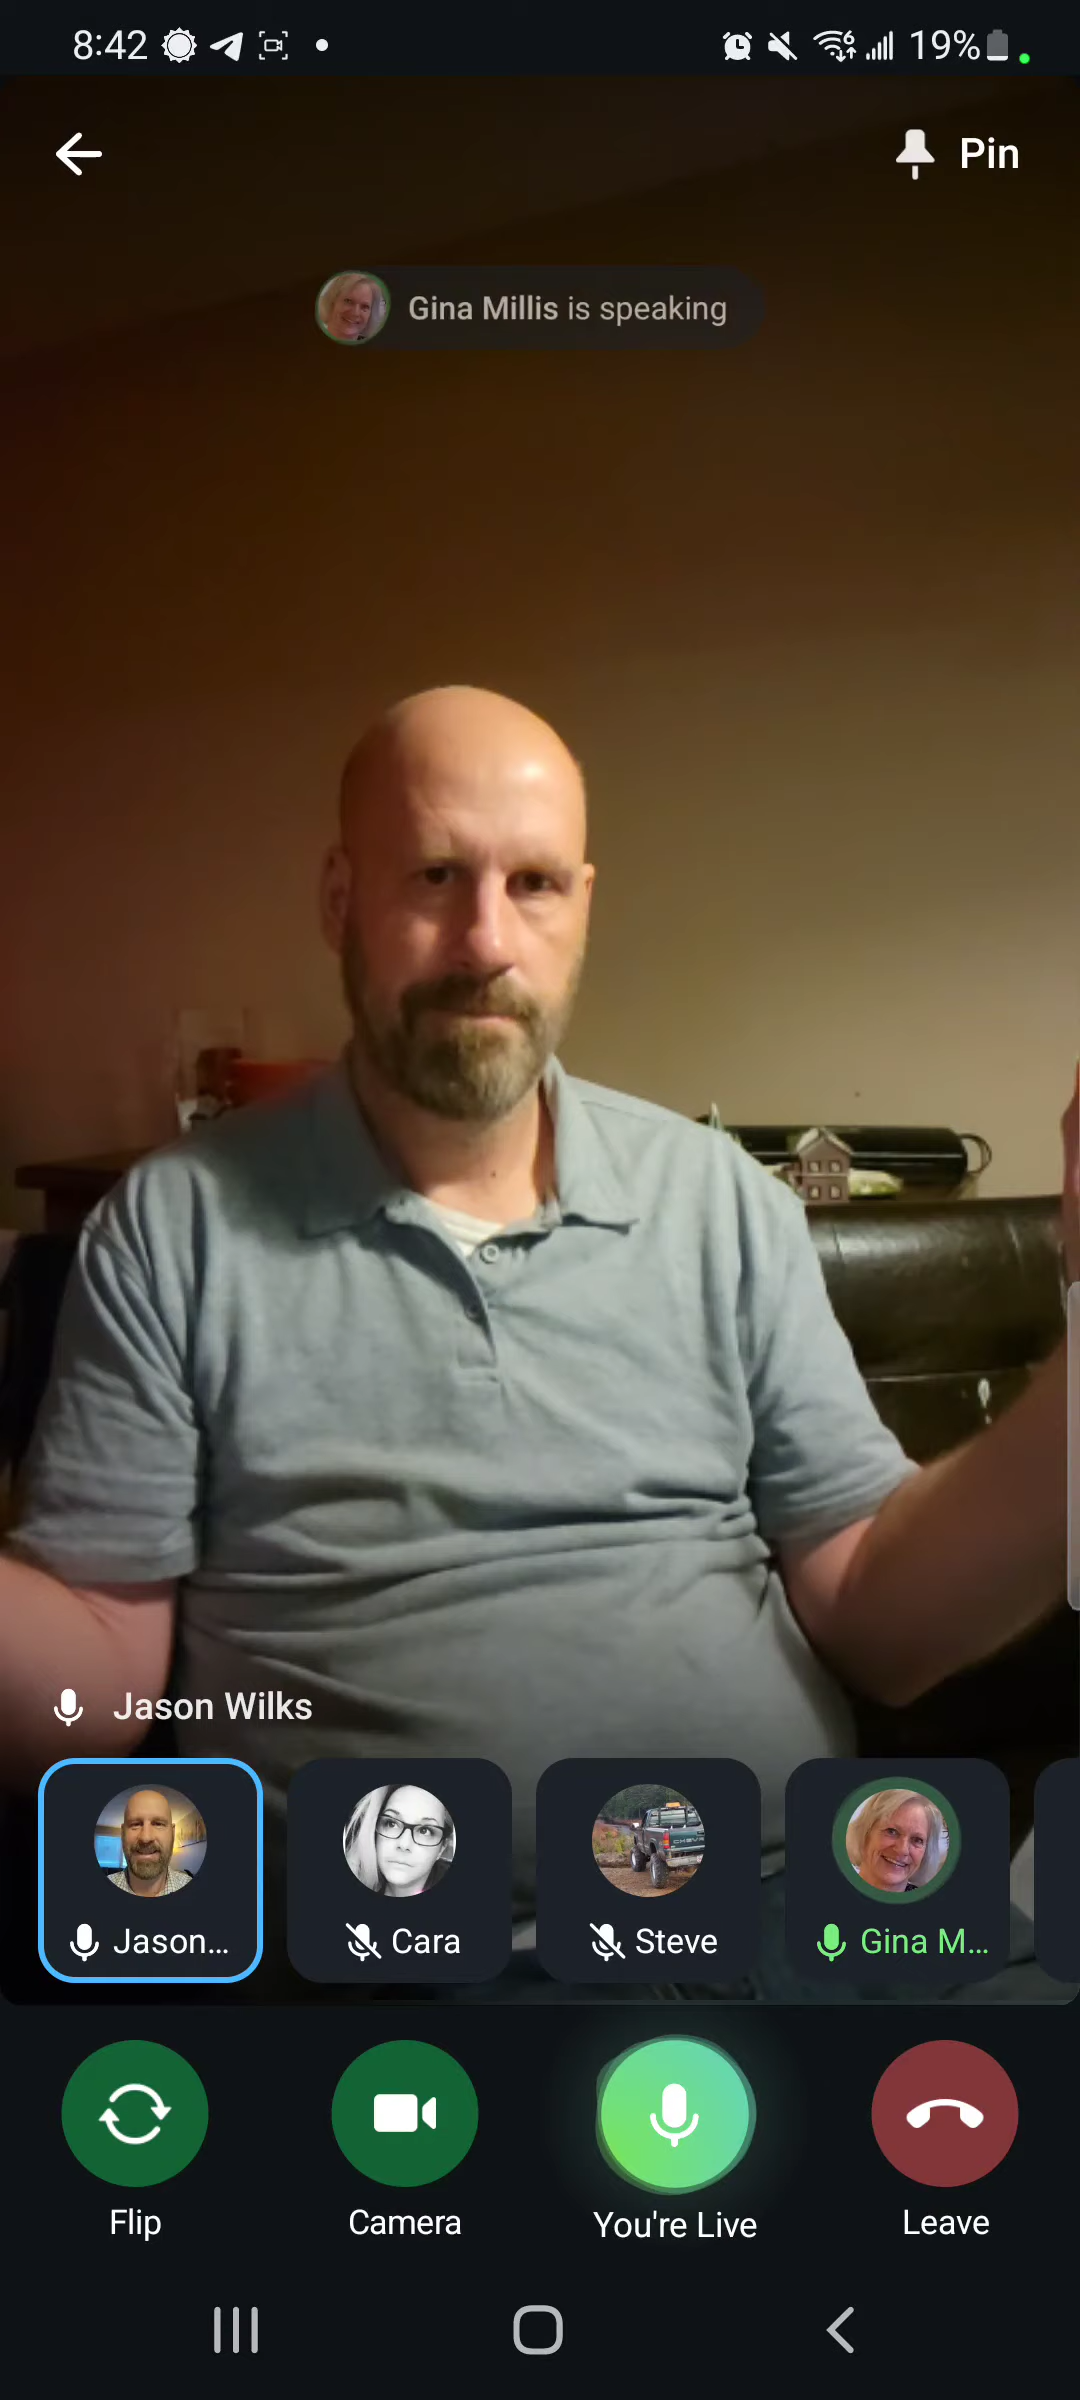 8:42
19%
Pin
Gina Millis is speaking
Jason Wilks
Jason...
Cara
Steve
Gina M...
Flip
Camera
You're Live
Leave